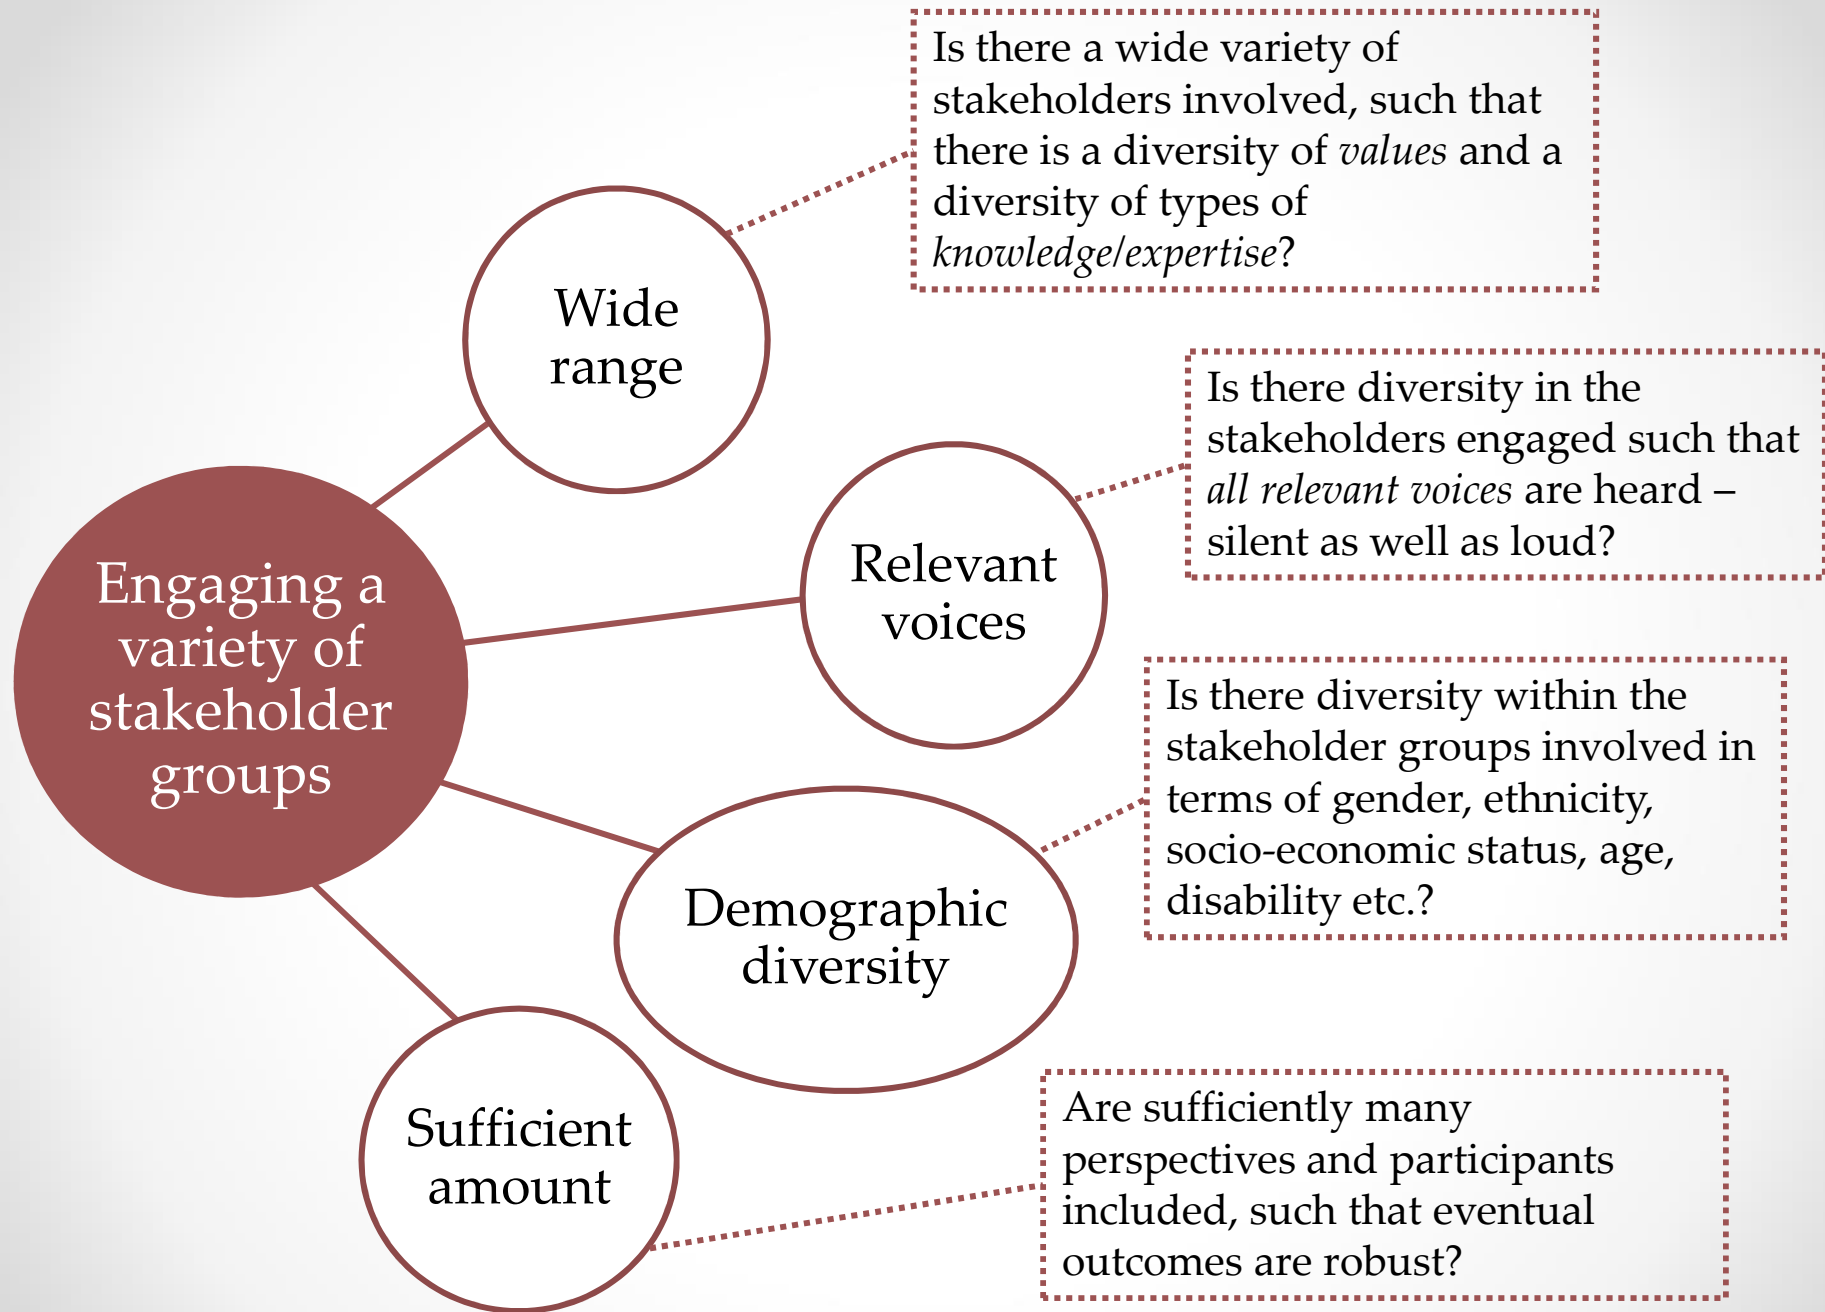 Is there a wide variety of
stakeholders involved, such that
there is a diversity of values and a
diversity of types of
knowledge/expertise?
Wide
range
Is there diversity in the
stakeholders engaged such that
all relevant voices are heard –
silent as well as loud?
Relevant
voices
Engaging a
variety of
stakeholder
groups
Is there diversity within the
stakeholder groups involved in
terms of gender, ethnicity,
socio-economic status, age,
disability etc.?
Demographic
diversity
Sufficient
amount
Are sufficiently many
perspectives and participants
included, such that eventual
outcomes are robust?